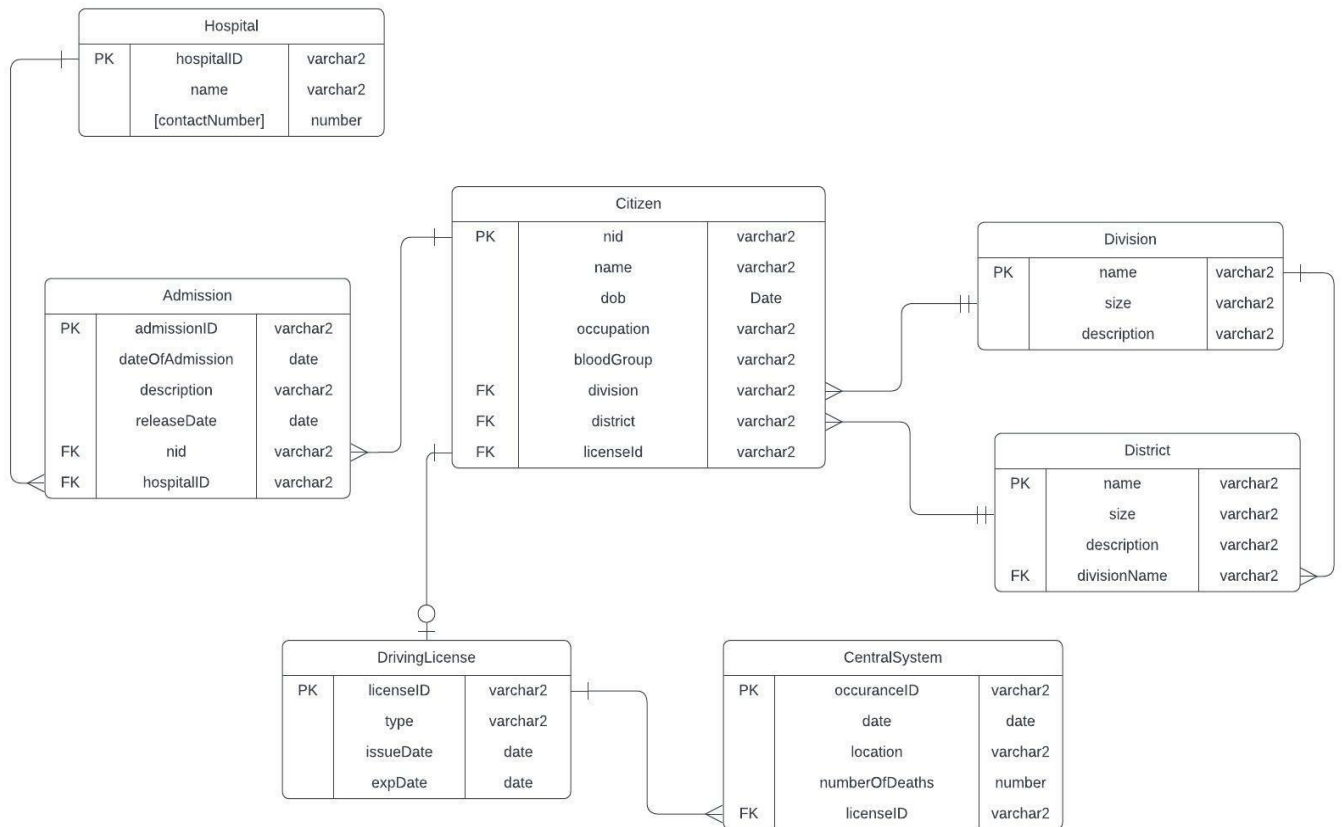 Hospital
PK hospitalID varchar2
name varchar2
[contactNumber] number
Citizen
PK nid varchar2
name varchar2
dob Date
occupation varchar2
bloodGroup varchar2
FK division varchar2
FK district varchar2
FK licenseId varchar2
Division
PK name varchar2
size varchar2
description varchar2
Admission
PK admissionID varchar2
dateOfAdmission date
description varchar2
releaseDate date
FK nid varchar2
FK hospitalID varchar2
District
PK name varchar2
size varchar2
description varchar2
FK divisionName varchar2
DrivingLicense
PK licenseID varchar2
type varchar2
issueDate date
expDate date
CentralSystem
PK occuranceID varchar2
date date
location varchar2
numberOfDeaths number
FK licenseID varchar2